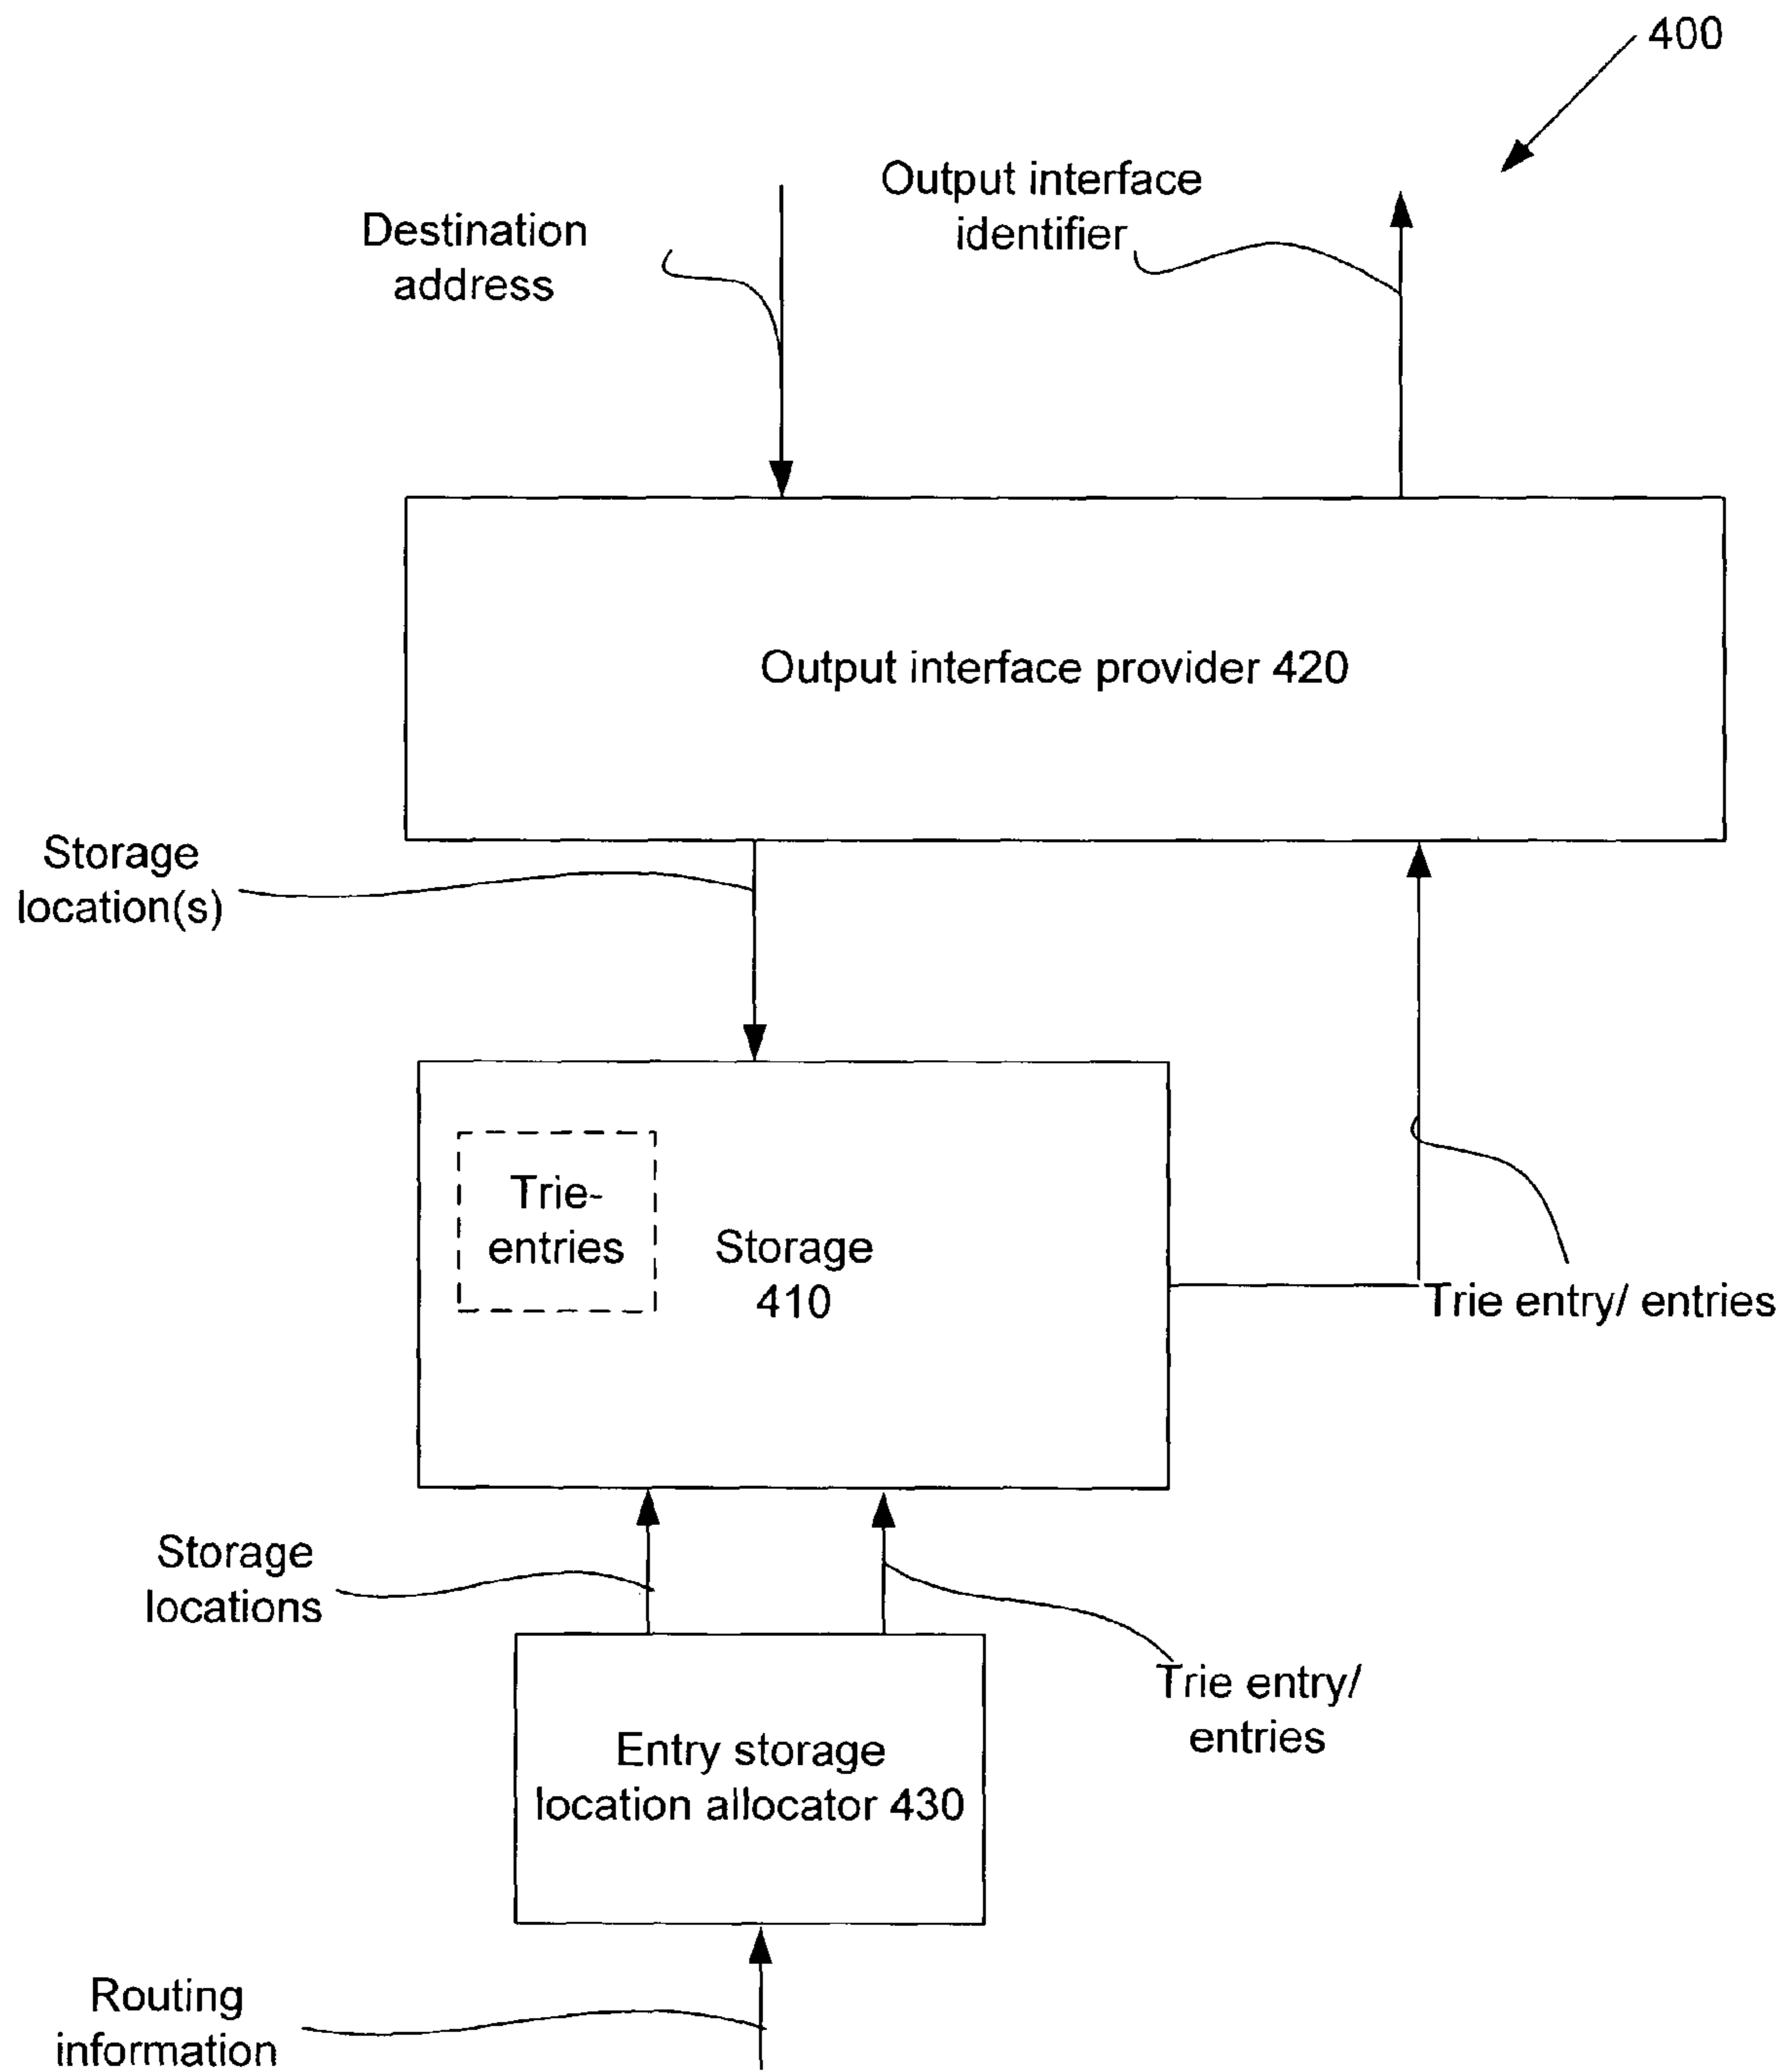 400
Output interface
identifier
Destination
address
Output interface provider 420
Storage
location(s)
Trie-
entries
Storage
410
Trie entry/ entries
Storage
locations
Trie entry/
entries
Entry storage
location allocator 430
Routing
information